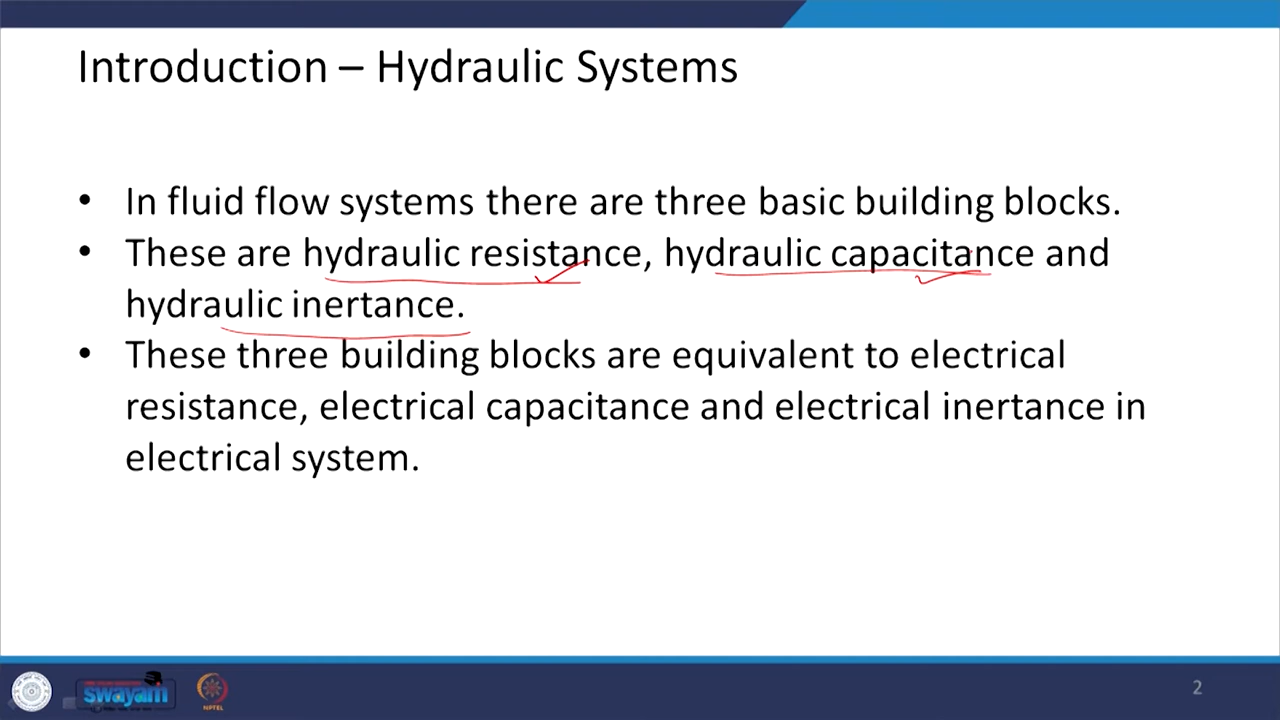 Introduction – Hydraulic Systems
• In fluid flow systems there are three basic building blocks.
• These are hydraulic resistance, hydraulic capacitance and
hydraulic inertance.
• These three building blocks are equivalent to electrical
resistance, electrical capacitance and electrical inertance in
electrical system.
swayam
NPTEL
2